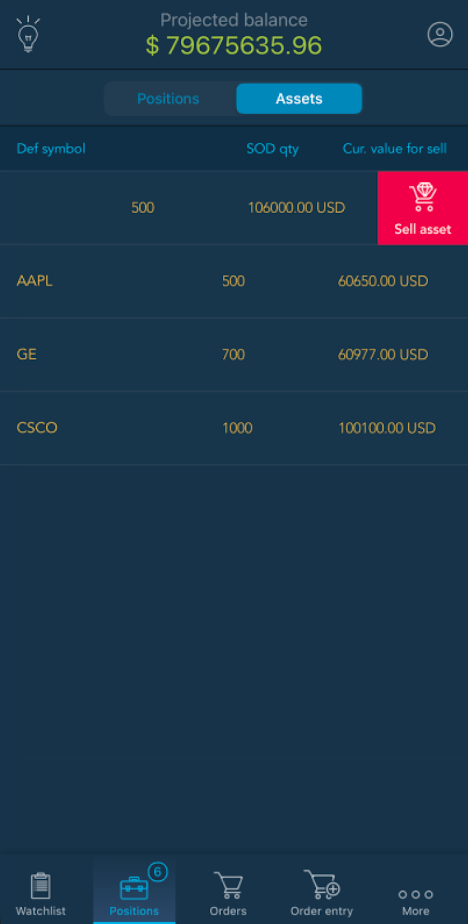 Projected balance
$ 79675635.96
Positions Assets
Def symbol SOD qty Cur. value for sell
500 106000.00 USD
Sell asset
AAPL 500 60650.00 USD
GE 700 60977.00 USD
CSCO 1000 100100.00 USD
6
Watchlist Positions Orders Order entry More